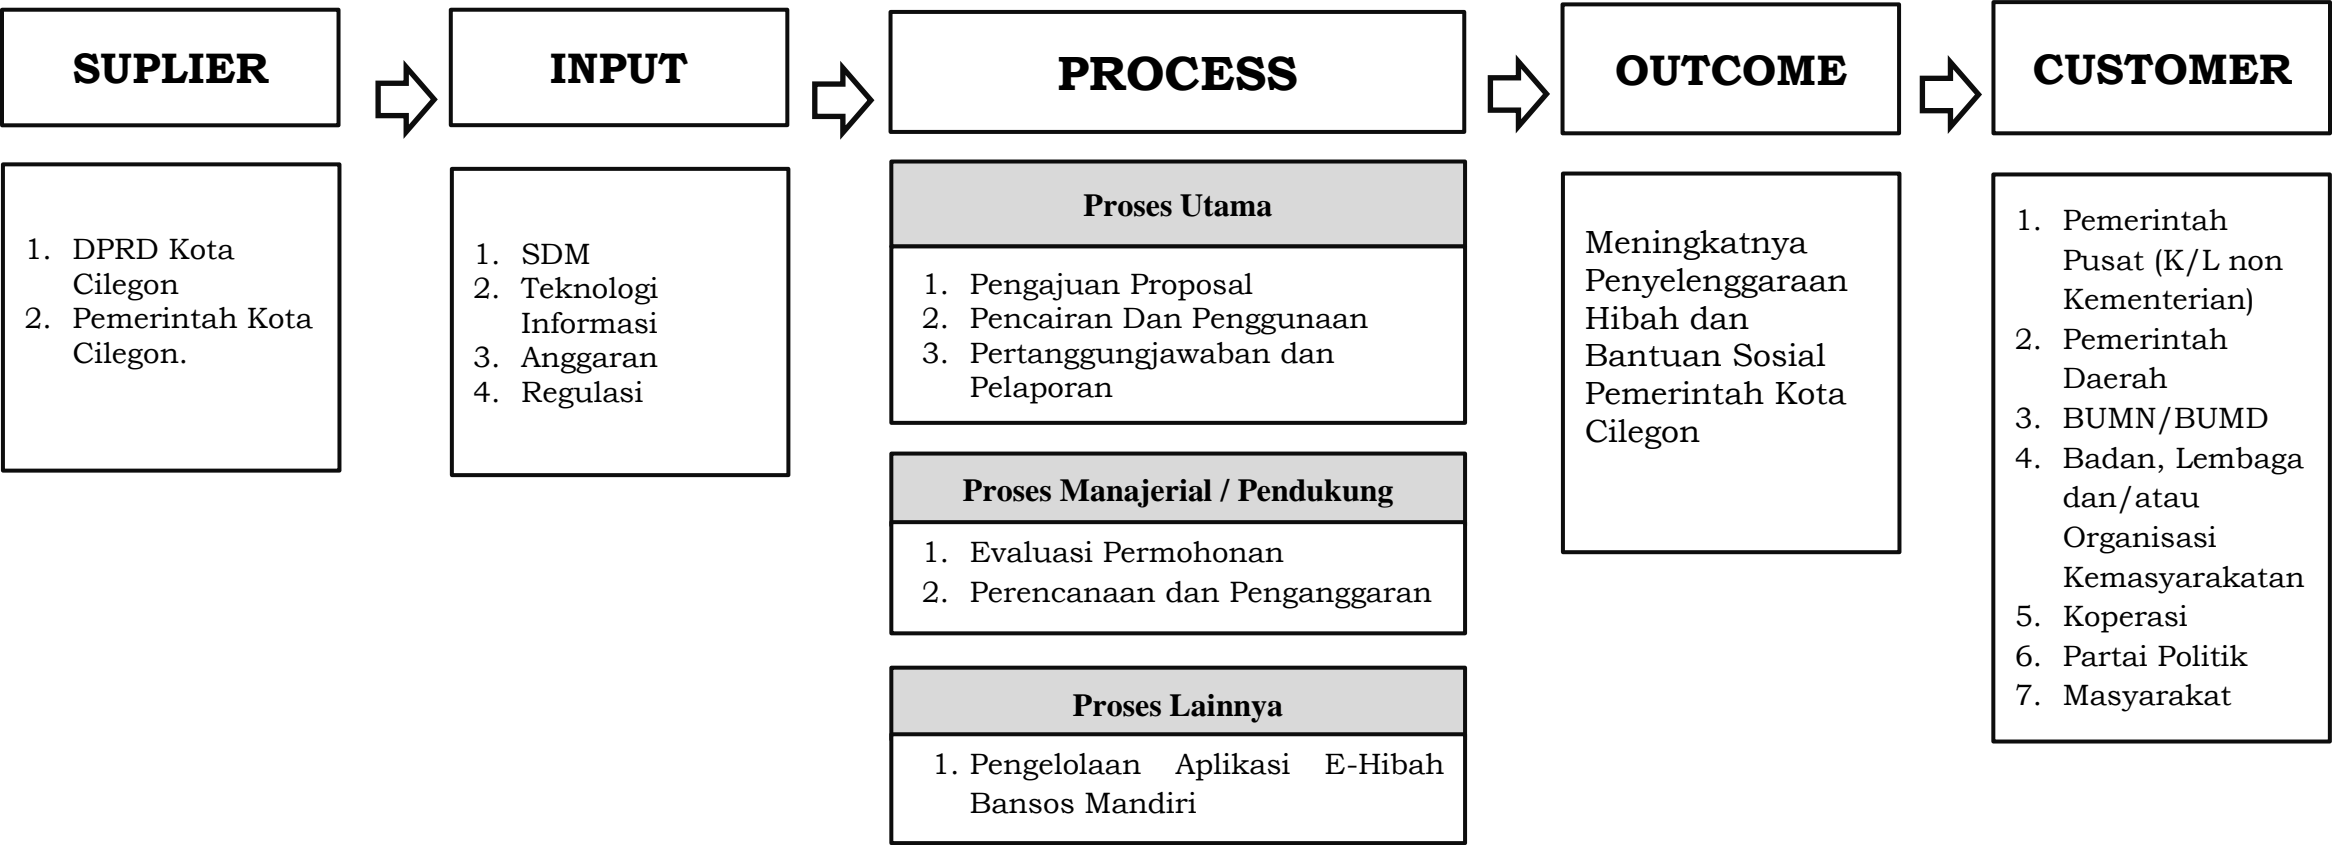 SUPLIER
INPUT
PROCESS
OUTCOME
CUSTOMER
1. DPRD Kota
Cilegon
2. Pemerintah Kota
Cilegon.
1. SDM
2. Teknologi
Informasi
3. Anggaran
4. Regulasi
Proses Utama
1. Pengajuan Proposal
2. Pencairan Dan Penggunaan
3. Pertanggungjawaban dan
Pelaporan
Proses Manajerial / Pendukung
1. Evaluasi Permohonan
2. Perencanaan dan Penganggaran
Proses Lainnya
1. Pengelolaan Aplikasi E-Hibah
Bansos Mandiri
Meningkatnya
Penyelenggaraan
Hibah dan
Bantuan Sosial
Pemerintah Kota
Cilegon
1. Pemerintah
Pusat (K/L non
Kementerian)
2. Pemerintah
Daerah
3. BUMN/BUMD
4. Badan, Lembaga
dan/atau
Organisasi
Kemasyarakatan
5. Koperasi
6. Partai Politik
7. Masyarakat